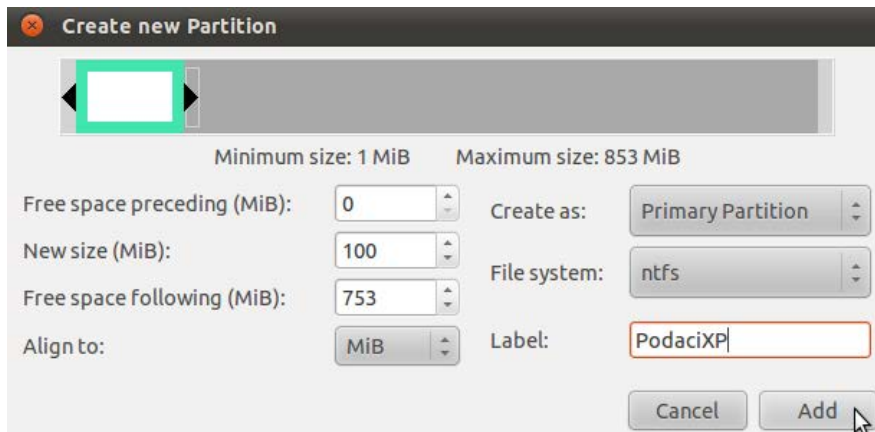 Create new Partition
Minimum size: 1 MiB Maximum size: 853 MiB
Free space preceding (MiB): 0
New size (MiB): 100
Free space following (MiB): 753
Align to: MiB
Create as: Primary Partition
File system: ntfs
Label: PodaciXP
Cancel Add